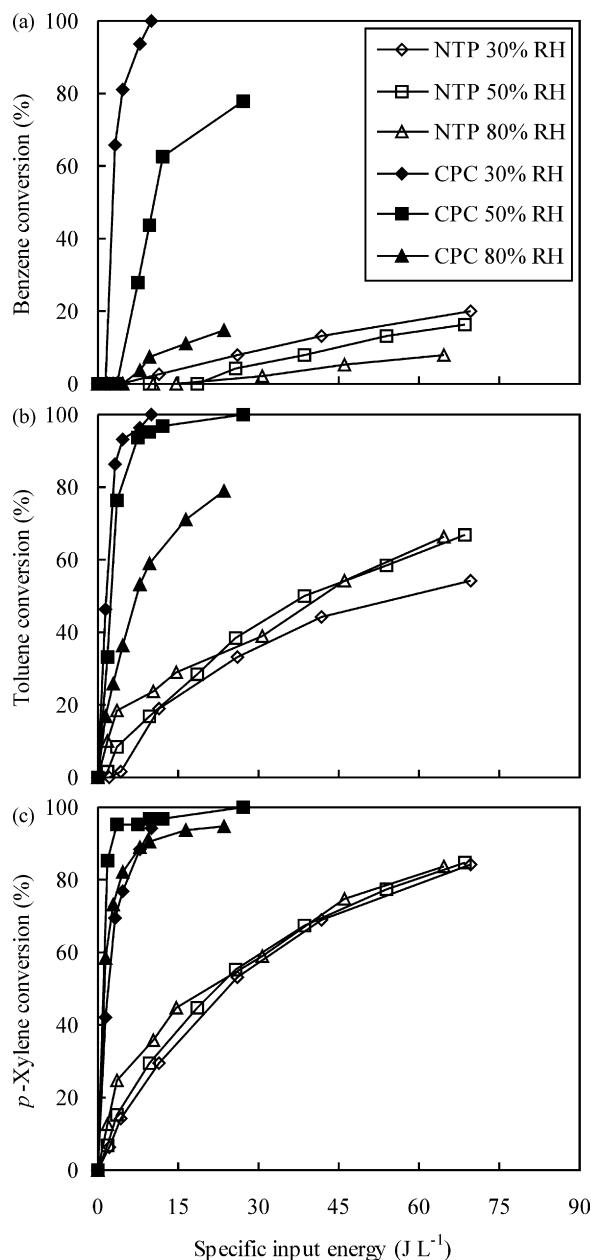 (a)
Benzene conversion (%)
100
80
60
40
20
0
NTP 30% RH
NTP 50% RH
NTP 80% RH
CPC 30% RH
CPC 50% RH
CPC 80% RH
(b)
Toluene conversion (%)
100
80
60
40
20
0
(c)
p-Xylene conversion (%)
100
80
60
40
20
0
0 15 30 45 60 75 90
Specific input energy (J L⁻¹)